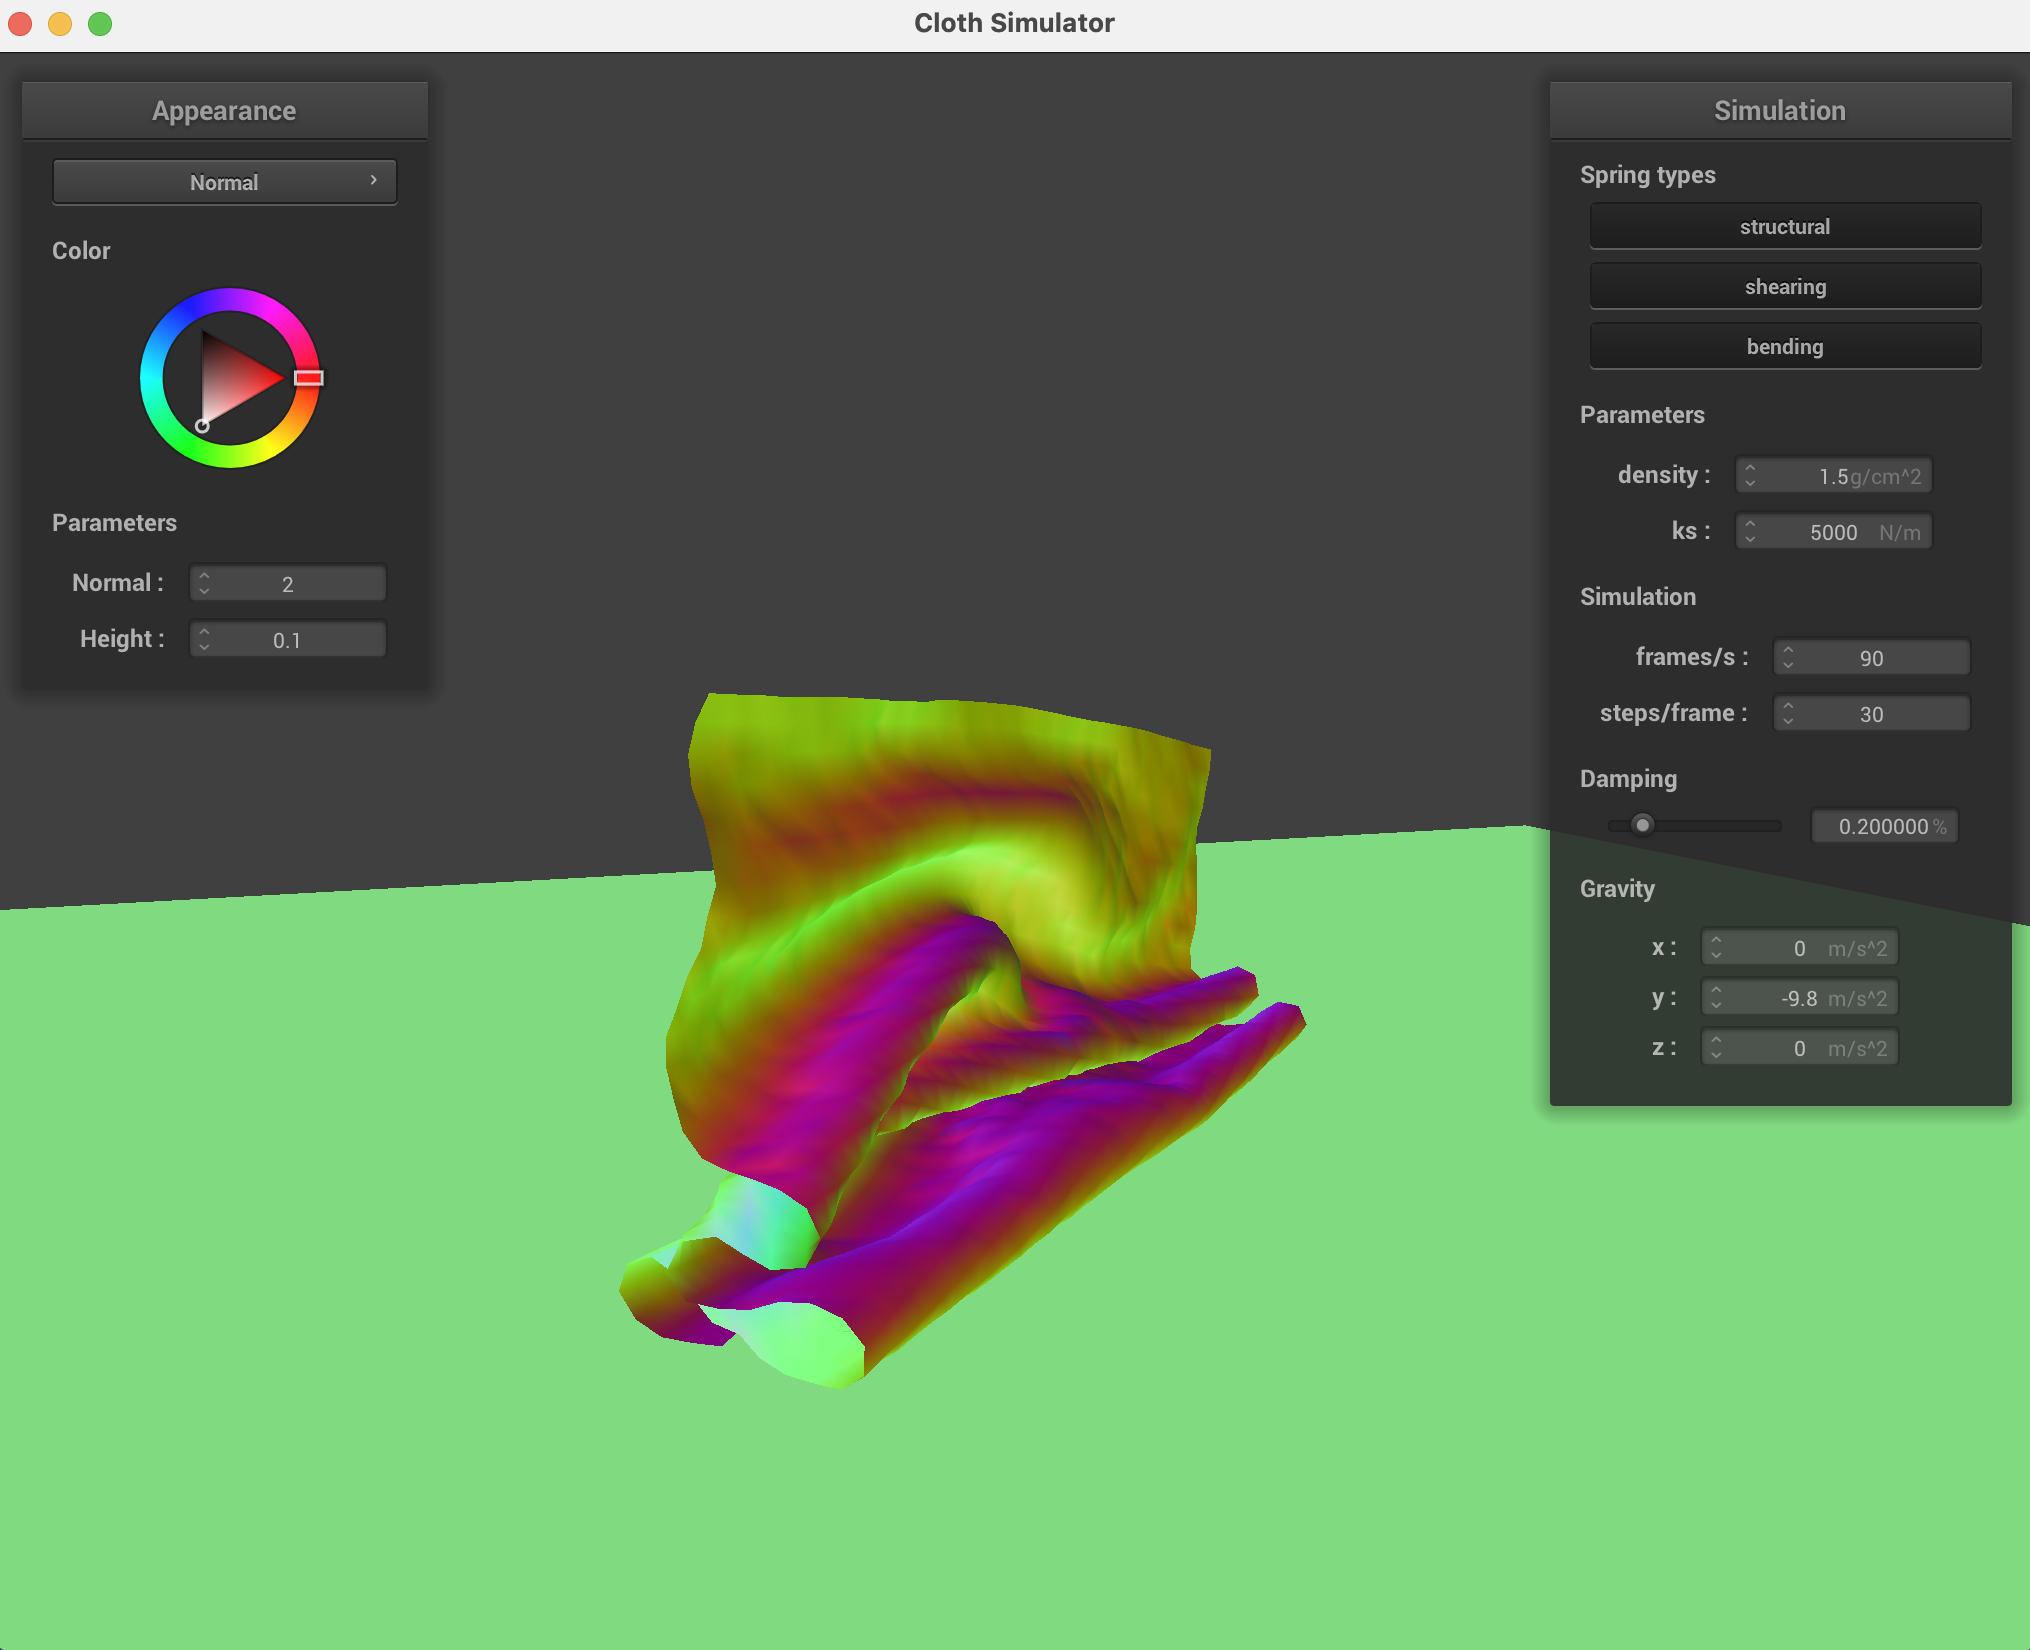 Cloth Simulator
Appearance
Normal
Color
Parameters
Normal : 2
Height : 0.1
Simulation
Spring types
structural
shearing
bending
Parameters
density : 1.5 g/cm^2
ks : 5000 N/m
Simulation
frames/s : 90
steps/frame : 30
Damping
0.200000 %
Gravity
x : 0 m/s^2
y : -9.8 m/s^2
z : 0 m/s^2